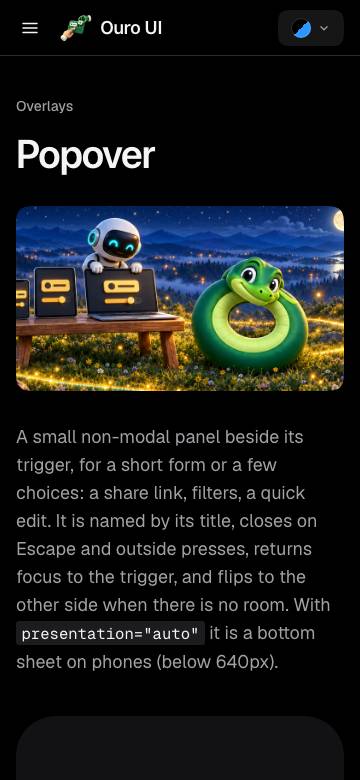 Ouro UI
Overlays
Popover
A small non-modal panel beside its
trigger, for a short form or a few
choices: a share link, filters, a quick
edit. It is named by its title, closes on
Escape and outside presses, returns
focus to the trigger, and flips to the
other side when there is no room. With
presentation="auto" it is a bottom
sheet on phones (below 640px).